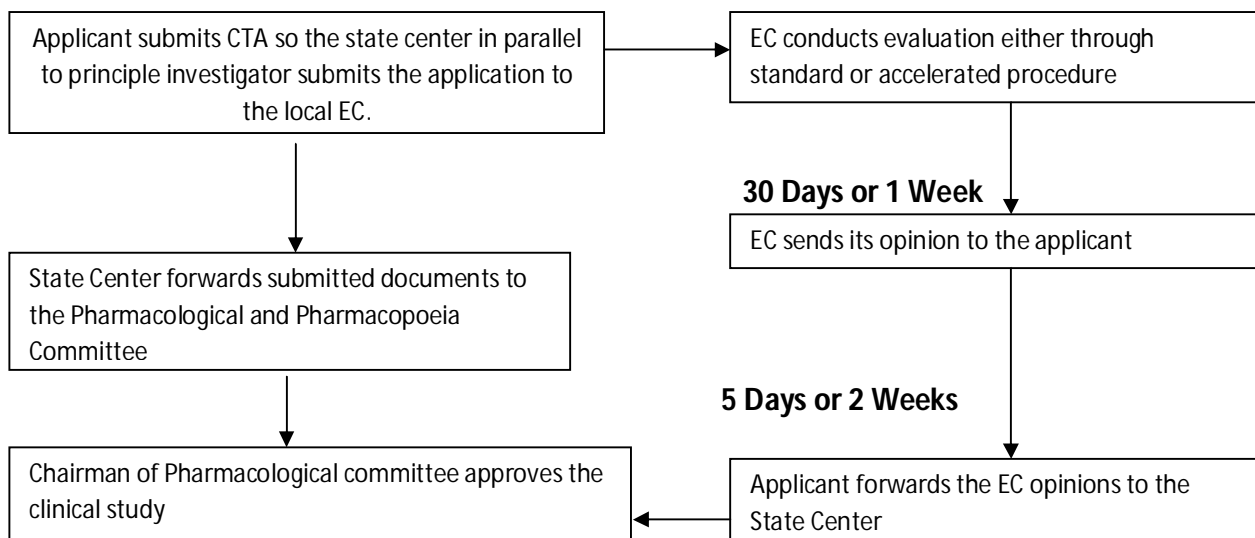 Applicant submits CTA so the state center in parallel
to principle investigator submits the application to
the local EC.
EC conducts evaluation either through
standard or accelerated procedure
30 Days or 1 Week
EC sends its opinion to the applicant
State Center forwards submitted documents to
the Pharmacological and Pharmacopoeia
Committee
5 Days or 2 Weeks
Chairman of Pharmacological committee approves the
clinical study
Applicant forwards the EC opinions to the
State Center